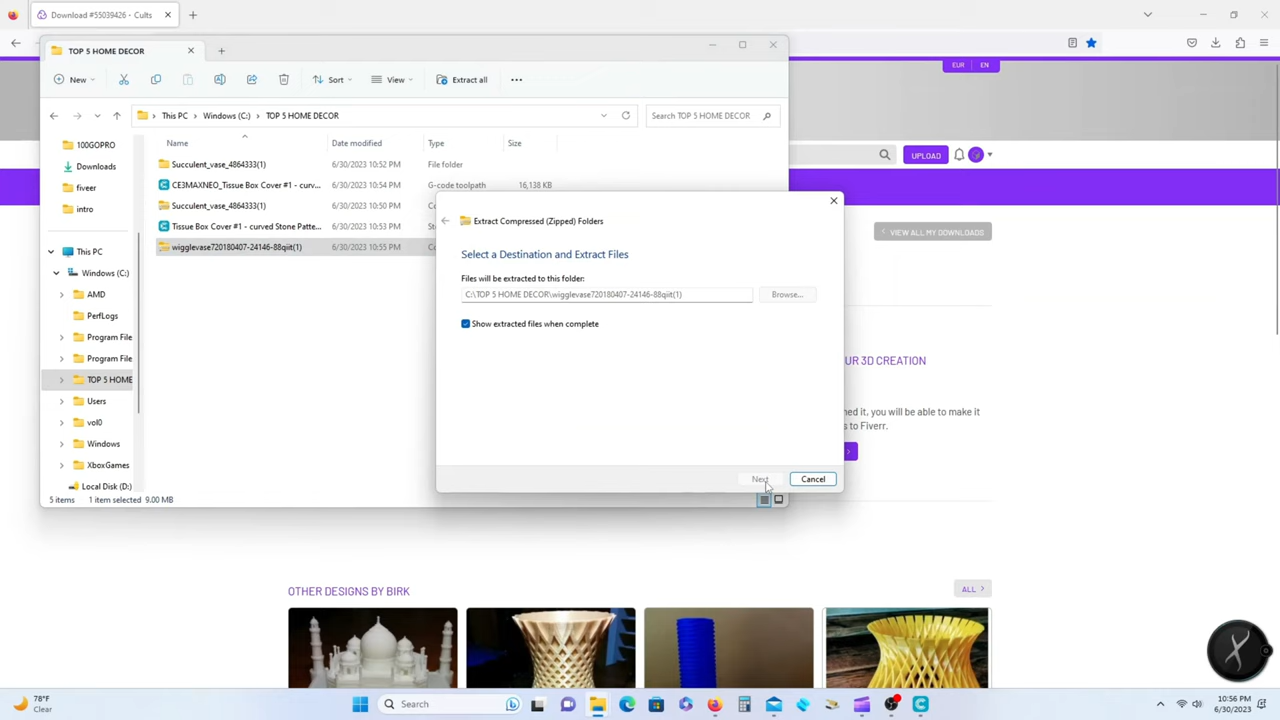 Download #55039426 · Cults
TOP 5 HOME DECOR
New
Sort
View
Extract all
This PC > Windows (C:) > TOP 5 HOME DECOR
Search TOP 5 HOME DECOR
EUR EN
UPLOAD
100GOPRO
Downloads
fiveer
intro
This PC
Windows (C:)
AMD
PerfLogs
Program File
Program File
TOP 5 HOME
Users
vol0
Windows
XboxGames
Local Disk (D:)
Name Date modified Type Size
Succulent_vase_4864333(1) 6/30/2023 10:52 PM File folder
CE3MAXNEO_Tissue Box Cover #1 - curv... 6/30/2023 10:54 PM G-code toolpath 16,138 KB
Succulent_vase_4864333(1) 6/30/2023 10:52 PM
Tissue Box Cover #1 - curved Stone Patte... 6/30/2023 10:54 PM
wigglevase720180407-24146-88qiit(1) 6/30/2023 10:55 PM
5 items 1 item selected 9.00 MB
Extract Compressed (Zipped) Folders
Select a Destination and Extract Files
Files will be extracted to this folder:
C:\TOP 5 HOME DECOR\wigglevase720180407-24146-88qiit(1)
Browse...
Show extracted files when complete
Next
Cancel
VIEW ALL MY DOWNLOADS
UR 3D CREATION
ned it, you will be able to make it
s to Fiverr.
OTHER DESIGNS BY BIRK
ALL
78°F
Clear
Search
10:56 PM
6/30/2023